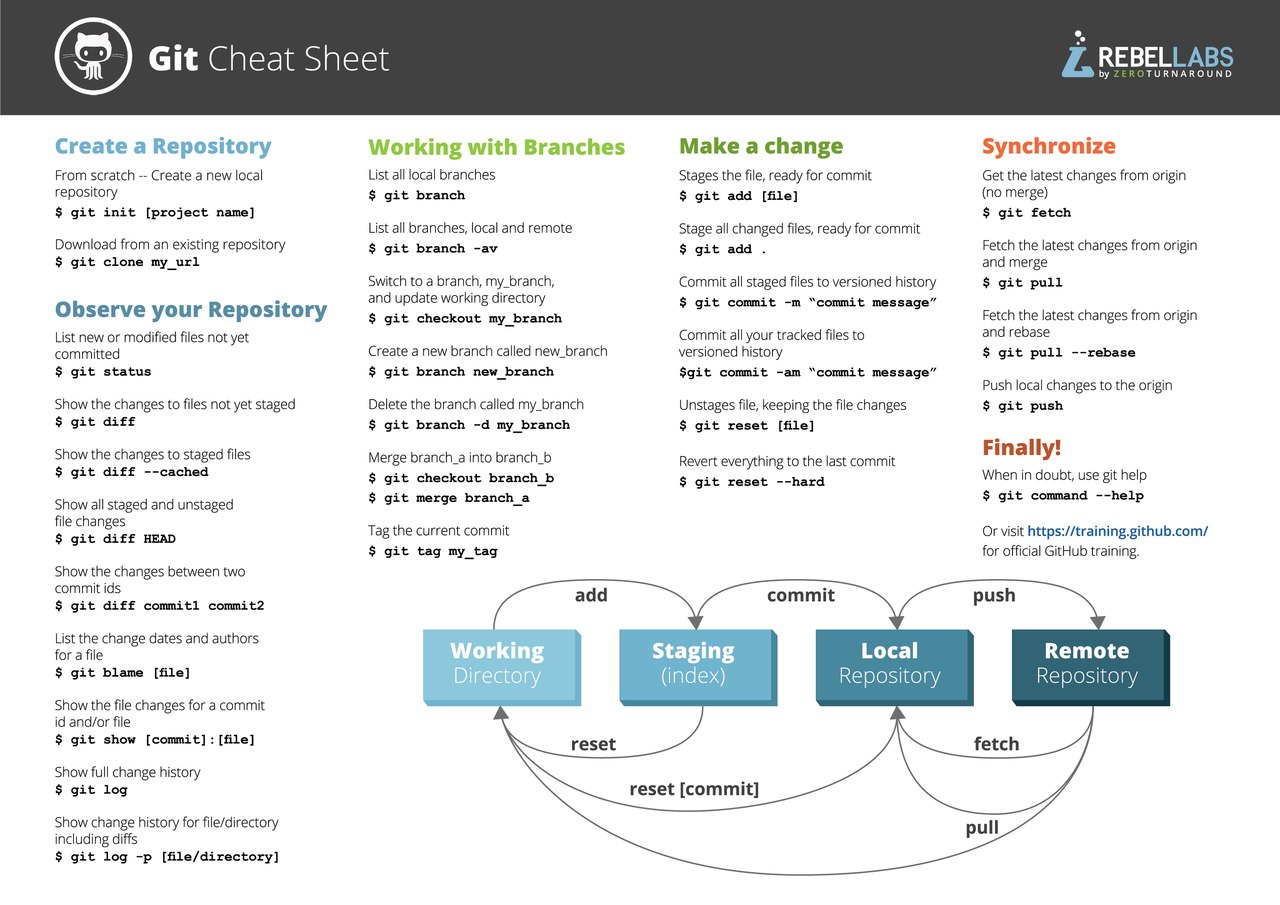 Git Cheat Sheet
REBELLABS
by ZEROTURNAROUND
Create a Repository
From scratch -- Create a new local
repository
$ git init [project name]
Download from an existing repository
$ git clone my_url
Observe your Repository
List new or modified files not yet
committed
$ git status
Show the changes to files not yet staged
$ git diff
Show the changes to staged files
$ git diff --cached
Show all staged and unstaged
file changes
$ git diff HEAD
Show the changes between two
commit ids
$ git diff commit1 commit2
List the change dates and authors
for a file
$ git blame [file]
Show the file changes for a commit
id and/or file
$ git show [commit]:[file]
Show full change history
$ git log
Show change history for file/directory
including diffs
$ git log -p [file/directory]
Working with Branches
List all local branches
$ git branch
List all branches, local and remote
$ git branch -av
Switch to a branch, my_branch,
and update working directory
$ git checkout my_branch
Create a new branch called new_branch
$ git branch new_branch
Delete the branch called my_branch
$ git branch -d my_branch
Merge branch_a into branch_b
$ git checkout branch_b
$ git merge branch_a
Tag the current commit
$ git tag my_tag
Make a change
Stages the file, ready for commit
$ git add [file]
Stage all changed files, ready for commit
$ git add .
Commit all staged files to versioned history
$ git commit -m “commit message”
Commit all your tracked files to
versioned history
$git commit -am “commit message”
Unstages file, keeping the file changes
$ git reset [file]
Revert everything to the last commit
$ git reset --hard
Synchronize
Get the latest changes from origin
(no merge)
$ git fetch
Fetch the latest changes from origin
and merge
$ git pull
Fetch the latest changes from origin
and rebase
$ git pull --rebase
Push local changes to the origin
$ git push
Finally!
When in doubt, use git help
$ git command --help
Or visit https://training.github.com/
for official GitHub training.
add
commit
push
Working
Directory
Staging
(index)
Local
Repository
Remote
Repository
reset
fetch
reset [commit]
pull